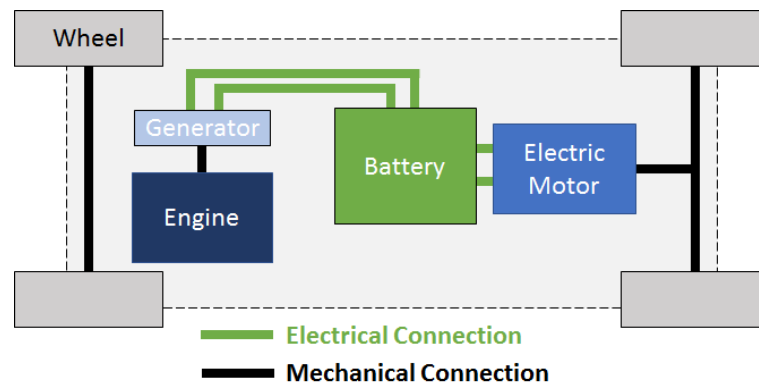 Wheel
Generator
Engine
Battery
Electric
Motor
Electrical Connection
Mechanical Connection